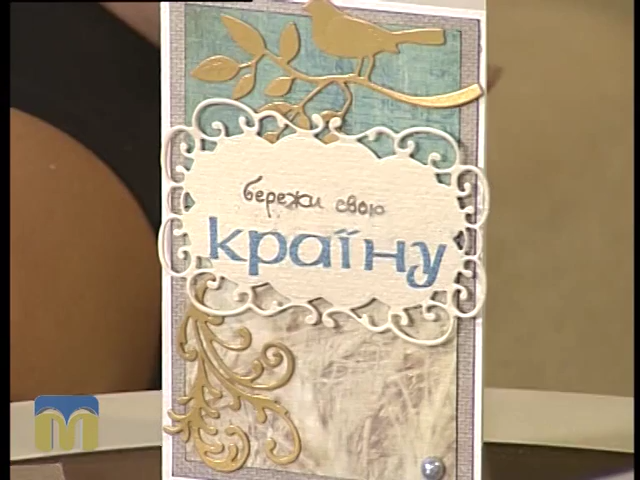 бережи свою
країну